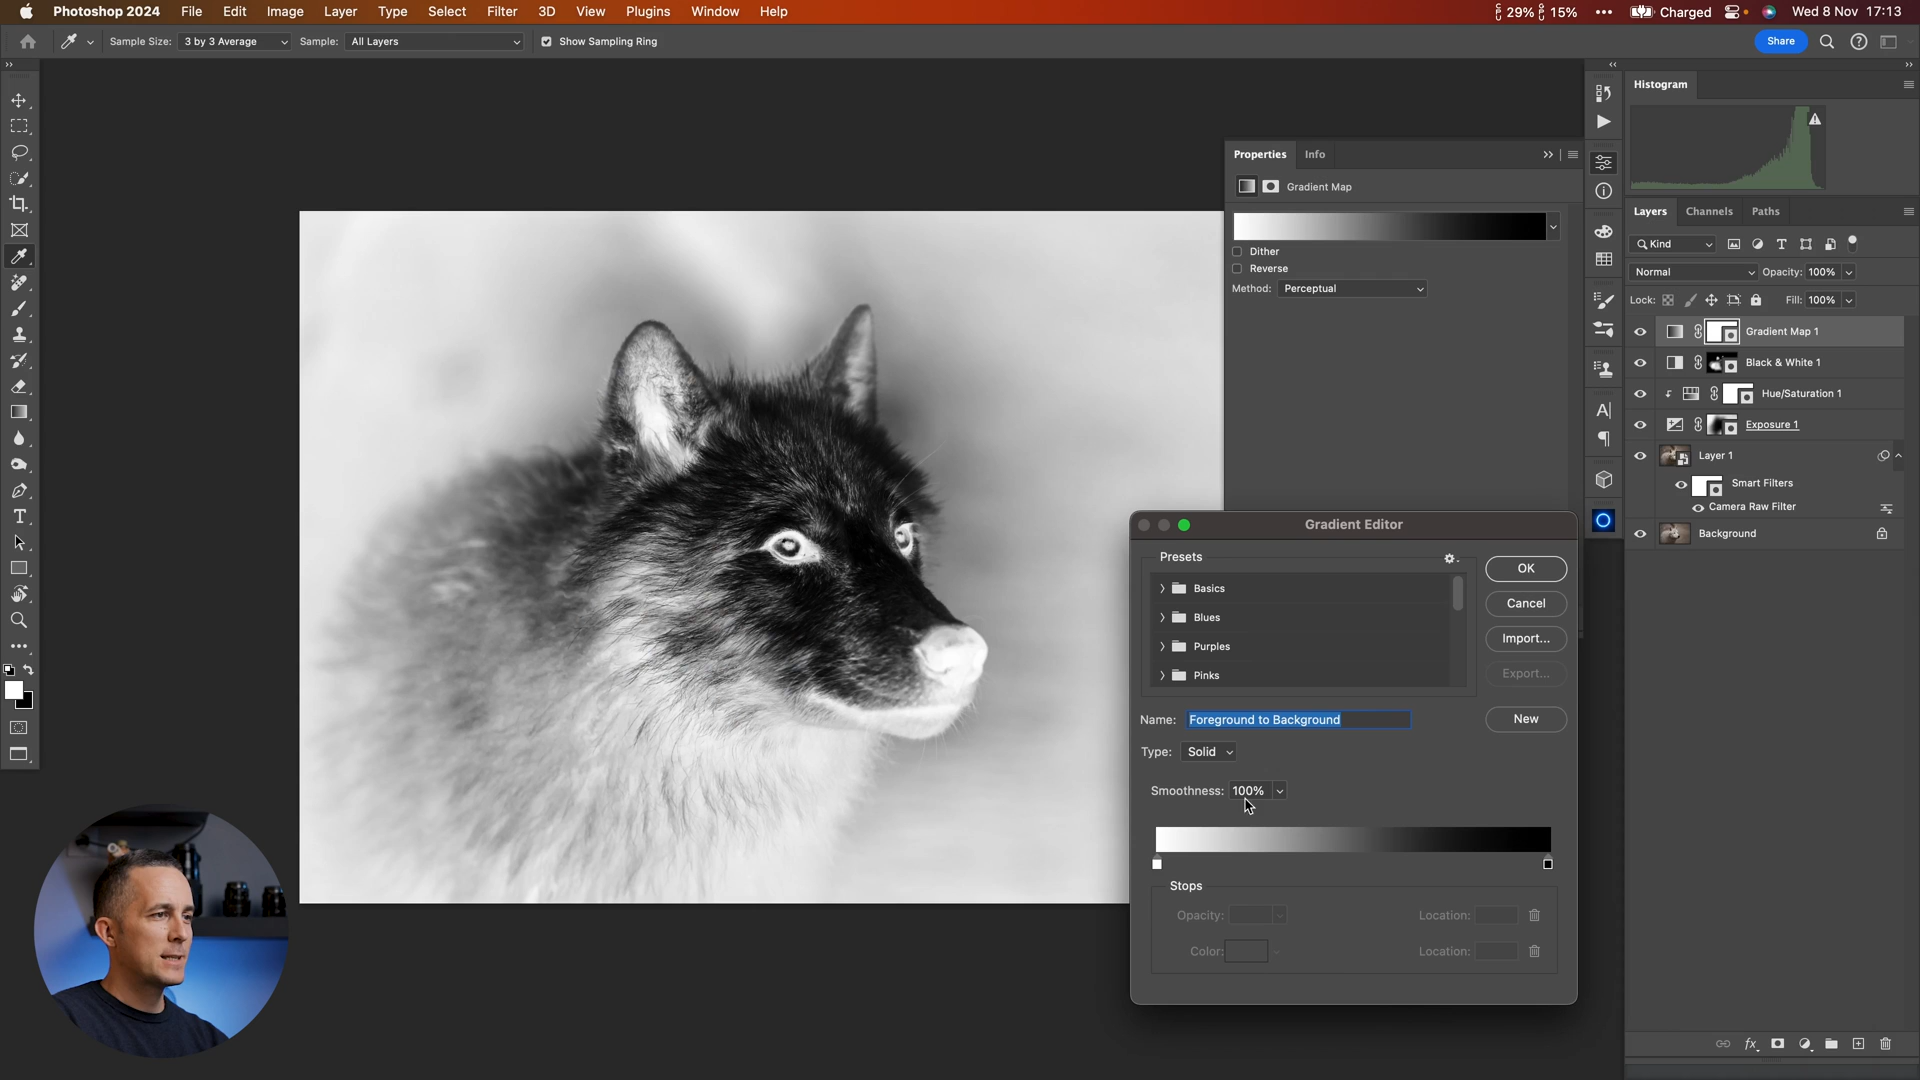 Photoshop 2024 File Edit Image Layer Type Select Filter 3D View Plugins Window Help 29% 15% ••• Charged Wed 8 Nov 17:13
Sample Size: 3 by 3 Average Sample: All Layers Show Sampling Ring Share
Histogram
Properties Info
Gradient Map
Dither
Reverse
Method: Perceptual
Layers Channels Paths
Kind
Normal Opacity: 100%
Lock: Fill: 100%
Gradient Map 1
Black & White 1
Hue/Saturation 1
Exposure 1
Layer 1
Smart Filters
Camera Raw Filter
Background
Gradient Editor
Presets
Basics
Blues
Purples
Pinks
OK
Cancel
Import...
Export...
Name: Foreground to Background
New
Type: Solid
Smoothness: 100%
Stops
Opacity: Location:
Color: Location:
fx